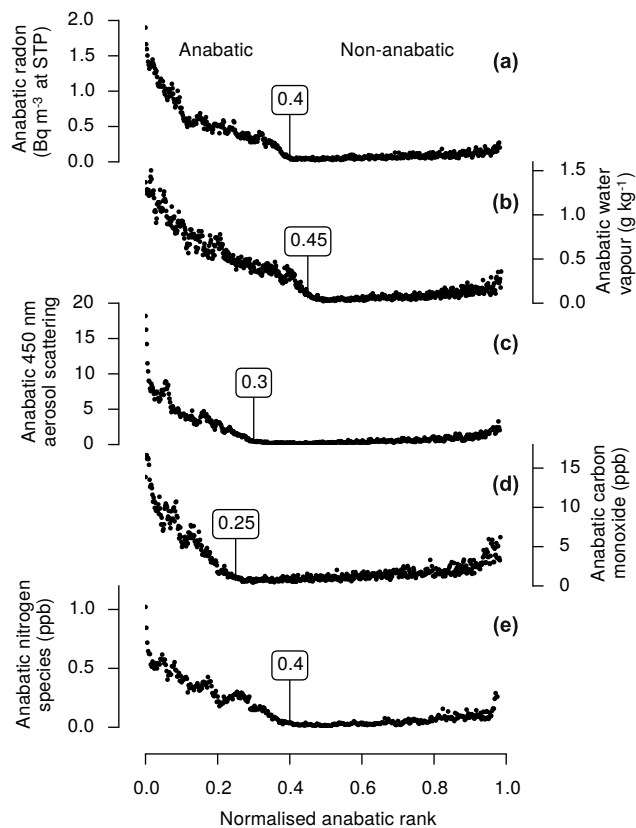 Anabatic radon
(Bq m-3 at STP)
2.0
1.5
1.0
0.5
0.0
Anabatic
Non-anabatic
(a)
0.4
Anabatic water
vapour (g kg-1)
1.5
1.0
0.5
0.0
(b)
0.45
Anabatic 450 nm
aerosol scattering
20
15
10
5
0
(c)
0.3
Anabatic carbon
monoxide (ppb)
15
10
5
0
(d)
0.25
Anabatic nitrogen
species (ppb)
1.0
0.5
0.0
(e)
0.4
0.0 0.2 0.4 0.6 0.8 1.0
Normalised anabatic rank